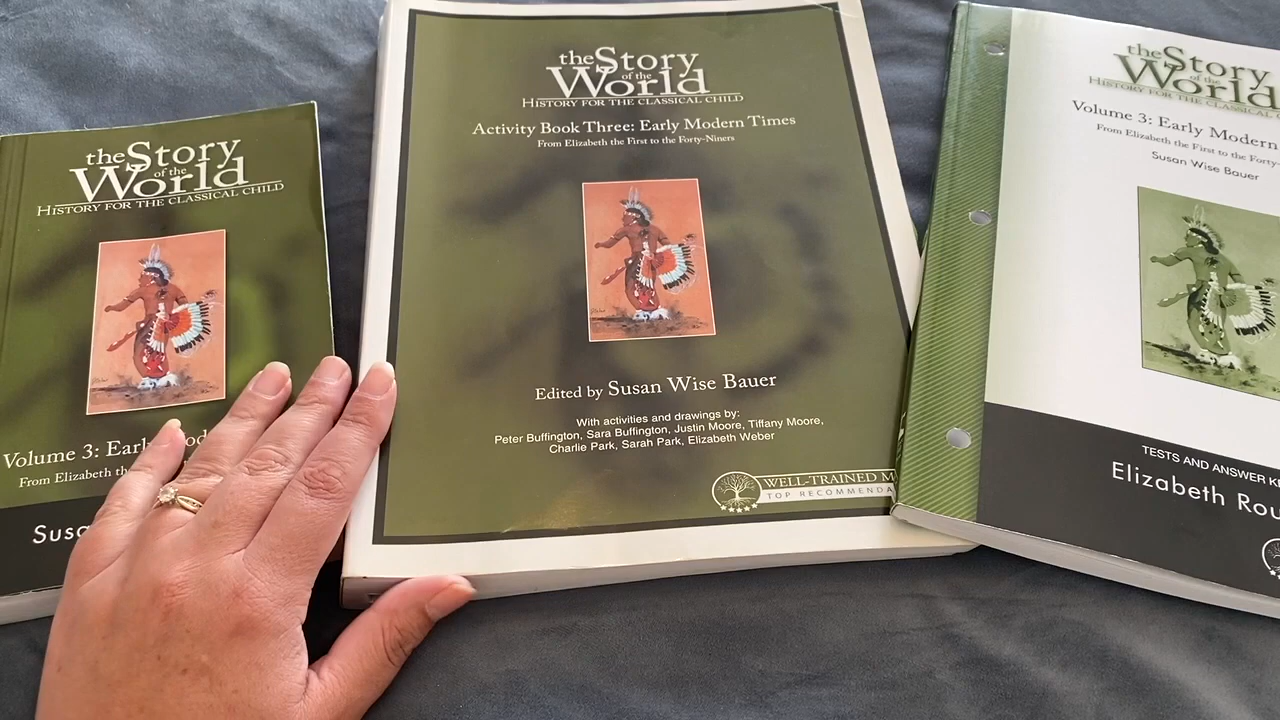 the Story
of the
World
HISTORY FOR THE CLASSICAL CHILD
Volume 3: Early
From Elizabeth the
the Story
of the
World
HISTORY FOR THE CLASSICAL CHILD
Activity Book Three: Early Modern Times
From Elizabeth the First to the Forty-Niners
Edited by Susan Wise Bauer
With activities and drawings by:
Peter Buffington, Sara Buffington, Justin Moore, Tiffany Moore,
Charlie Park, Sarah Park, Elizabeth Weber
WELL-TRAINED M
TOP RECOMMENDA
the Story
of the
World
HISTORY FOR THE CLASSICAL
Volume 3: Early Modern
From Elizabeth the First to the Forty
Susan Wise Bauer
TESTS AND ANSWER KE
Elizabeth Rou